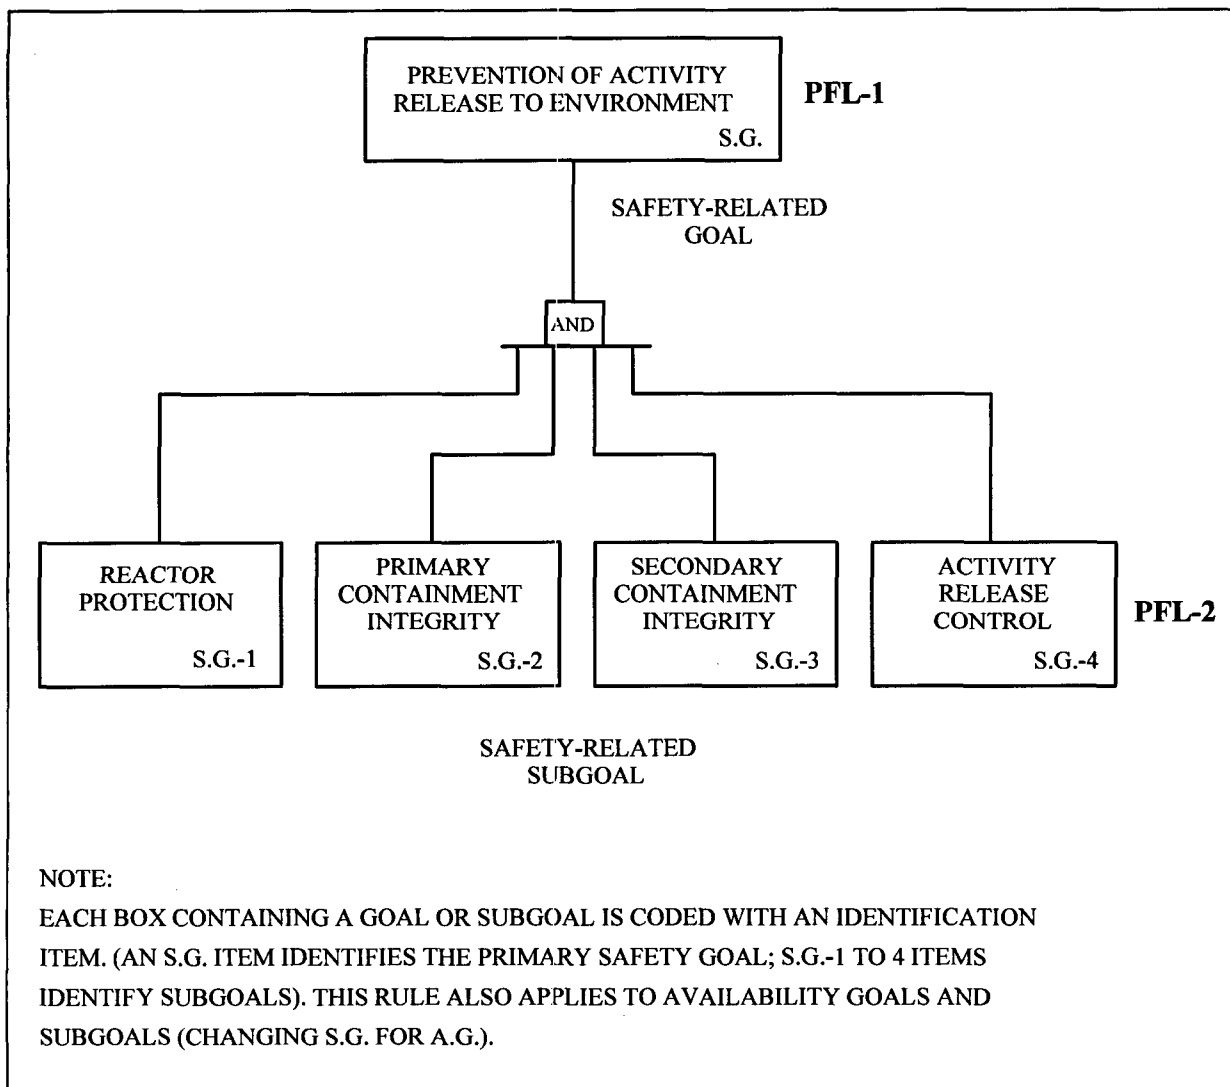 PREVENTION OF ACTIVITY
RELEASE TO ENVIRONMENT
S.G.
PFL-1
SAFETY-RELATED
GOAL
AND
REACTOR
PROTECTION
S.G.-1
PRIMARY
CONTAINMENT
INTEGRITY
S.G.-2
SECONDARY
CONTAINMENT
INTEGRITY
S.G.-3
ACTIVITY
RELEASE
CONTROL
S.G.-4
PFL-2
SAFETY-RELATED
SUBGOAL
NOTE:
EACH BOX CONTAINING A GOAL OR SUBGOAL IS CODED WITH AN IDENTIFICATION
ITEM. (AN S.G. ITEM IDENTIFIES THE PRIMARY SAFETY GOAL; S.G.-1 TO 4 ITEMS
IDENTIFY SUBGOALS). THIS RULE ALSO APPLIES TO AVAILABILITY GOALS AND
SUBGOALS (CHANGING S.G. FOR A.G.).